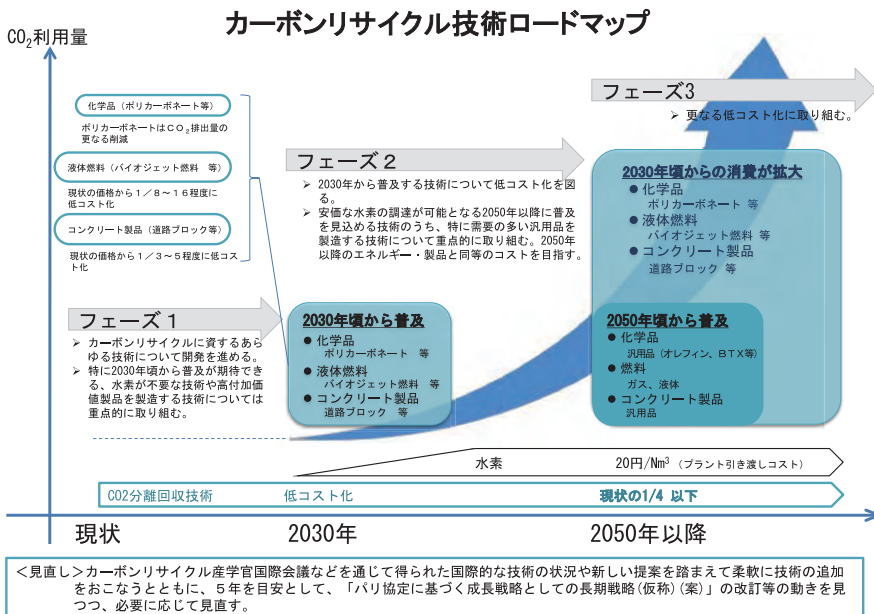 カーボンリサイクル技術ロードマップ
CO₂利用量
化学品（ポリカーボネート等）
ポリカーボネートはCO₂排出量の
更なる削減
液体燃料（バイオジェット燃料 等）
現状の価格から1／8～16程度に
低コスト化
コンクリート製品（道路ブロック等）
現状の価格から1／3～5程度に低コス
ト化
フェーズ1
➢ カーボンリサイクルに資するあら
ゆる技術について開発を進める。
➢ 特に2030年頃から普及が期待でき
る、水素が不要な技術や高付加価
値製品を製造する技術については
重点的に取り組む。
フェーズ2
➢ 2030年から普及する技術について低コスト化を図
る。
➢ 安価な水素の調達が可能となる2050年以降に普及
を見込める技術のうち、特に需要の多い汎用品を
製造する技術について重点的に取り組む。2050年
以降のエネルギー・製品と同等のコストを目指す。
2030年頃から普及
● 化学品
ポリカーボネート 等
● 液体燃料
バイオジェット燃料 等
● コンクリート製品
道路ブロック 等
フェーズ3
➢ 更なる低コスト化に取り組む。
2030年頃からの消費が拡大
● 化学品
ポリカーボネート 等
● 液体燃料
バイオジェット燃料 等
● コンクリート製品
道路ブロック 等
2050年頃から普及
● 化学品
汎用品（オレフィン、BTX等）
● 燃料
ガス、液体
● コンクリート製品
汎用品
水素 20円/Nm³（プラント引き渡しコスト）
CO2分離回収技術 低コスト化 現状の1/4 以下
現状 2030年 2050年以降
＜見直し＞カーボンリサイクル産学官国際会議などを通じて得られた国際的な技術の状況や新しい提案を踏まえて柔軟に技術の追加
をおこなうとともに、５年を目安として、「パリ協定に基づく成長戦略としての長期戦略(仮称)(案)」の改訂等の動きを見
つつ、必要に応じて見直す。